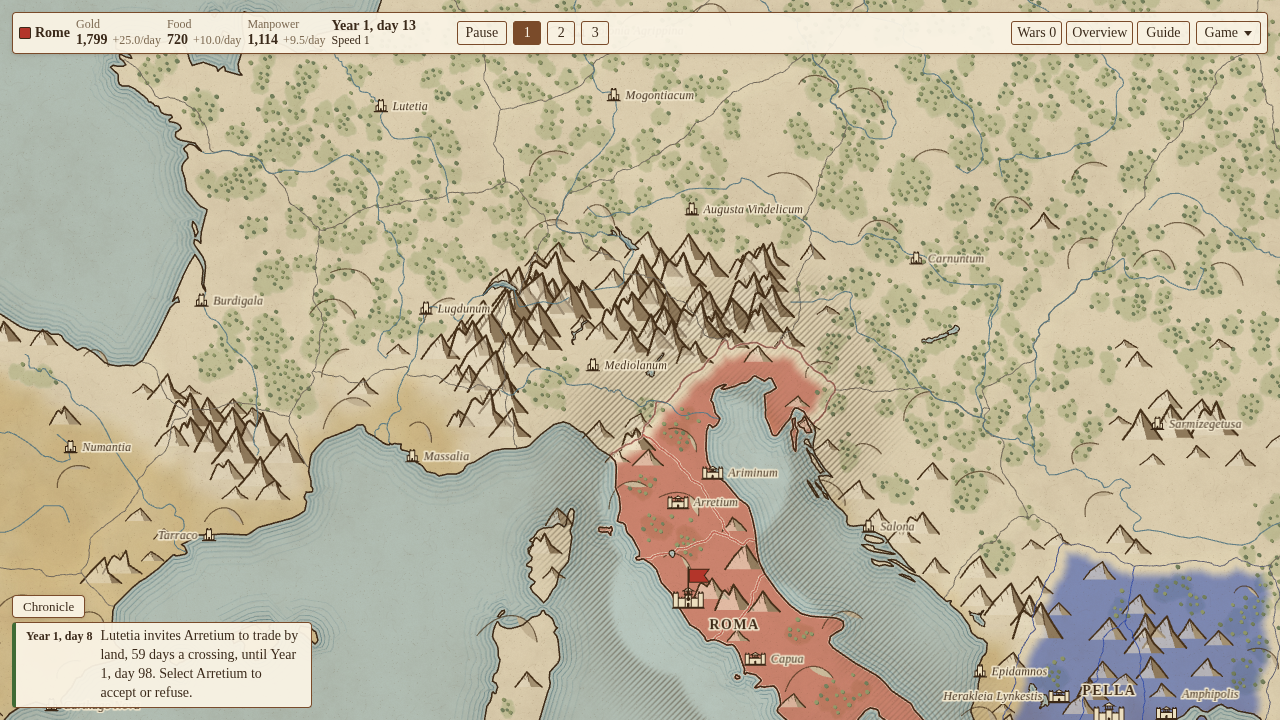 Rome
Gold
1,799 +25.0/day
Food
720 +10.0/day
Manpower
1,114 +9.5/day
Year 1, day 13
Speed 1
Pause
1
2
3
Wars 0
Overview
Guide
Game
Lutetia
Mogontiacum
Augusta Vindelicum
Carnuntum
Burdigala
Lugdunum
Mediolanum
Numantia
Massalia
Sarmizegetusa
Ariminum
Arretium
Tarraco
Salona
ROMA
Capua
Epidamnos
Herakleia Lynkestis
PELLA
Amphipolis
Chronicle
Year 1, day 8 Lutetia invites Arretium to trade by
land, 59 days a crossing, until Year
1, day 98. Select Arretium to
accept or refuse.